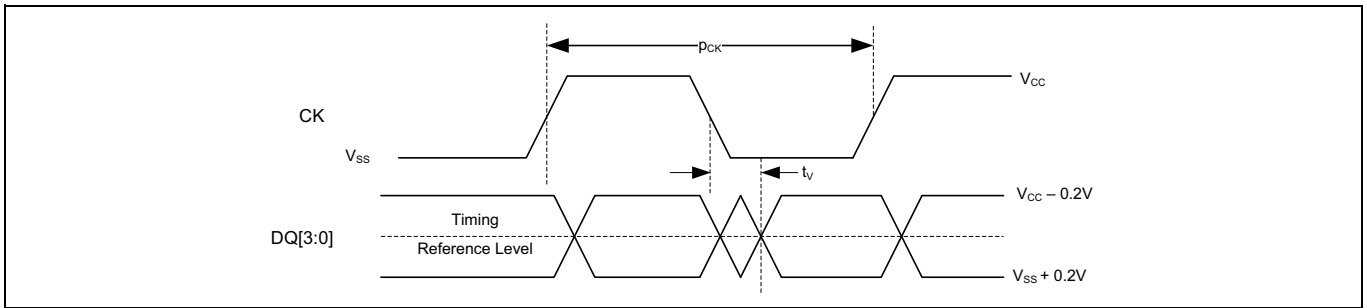 pCK
VCC
CK
VSS
tV
VCC – 0.2V
Timing
DQ[3:0]
Reference Level
VSS + 0.2V